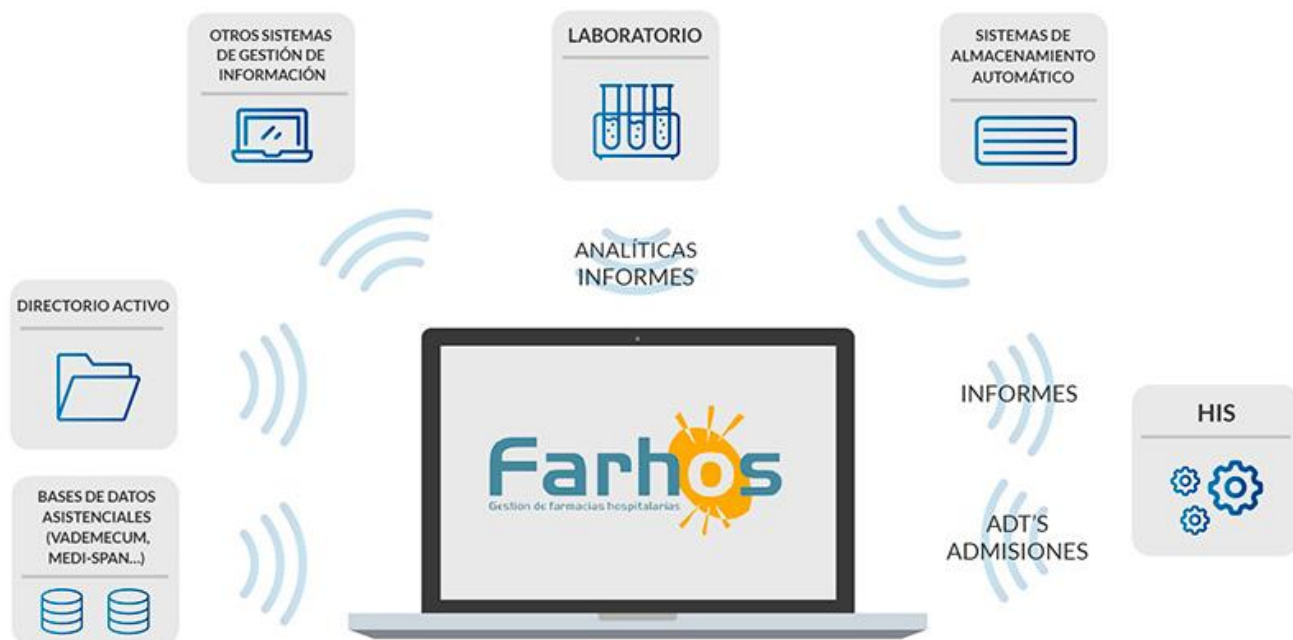 OTROS SISTEMAS
DE GESTIÓN DE
INFORMACIÓN
LABORATORIO
SISTEMAS DE
ALMACENAMIENTO
AUTOMÁTICO
ANALÍTICAS
INFORMES
DIRECTORIO ACTIVO
INFORMES
HIS
Farhos
Gestión de farmacias hospitalarias
BASES DE DATOS
ASISTENCIALES
(VADEMECUM,
MEDI-SPAN...)
ADT'S
ADMISIONES